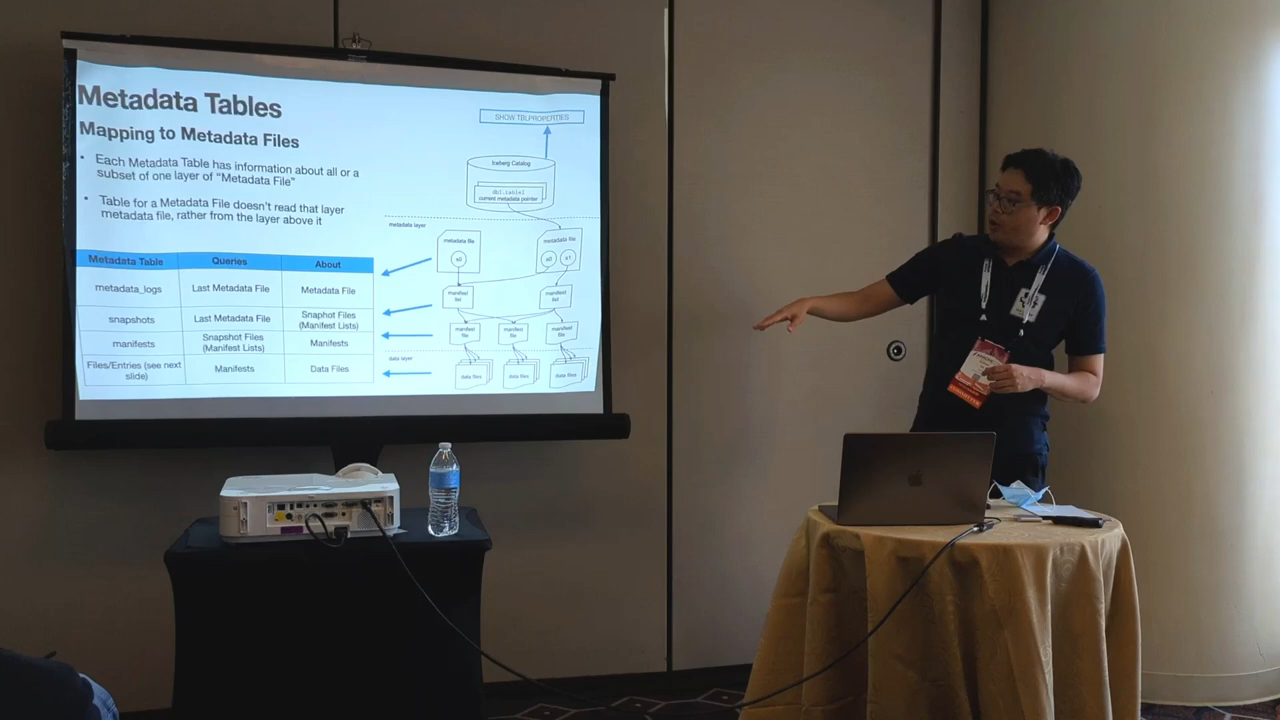 Metadata Tables
Mapping to Metadata Files
• Each Metadata Table has information about all or a
subset of one layer of "Metadata File"
• Table for a Metadata File doesn't read that layer
metadata file, rather from the layer above it
Metadata Table Queries About
metadata_logs Last Metadata File Metadata File
snapshots Last Metadata File Snaphot Files
(Manifest Lists)
manifests Snapshot Files
(Manifest Lists) Manifests
Files/Entries (see next
slide) Manifests Data Files
SHOW TBLPROPERTIES
Iceberg Catalog
db1.table1
current metadata pointer
metadata layer
metadata file metadata file
s0 s0 s1
manifest
list
manifest
list
manifest
file
manifest
file
manifest
file
data layer
data files data files data files